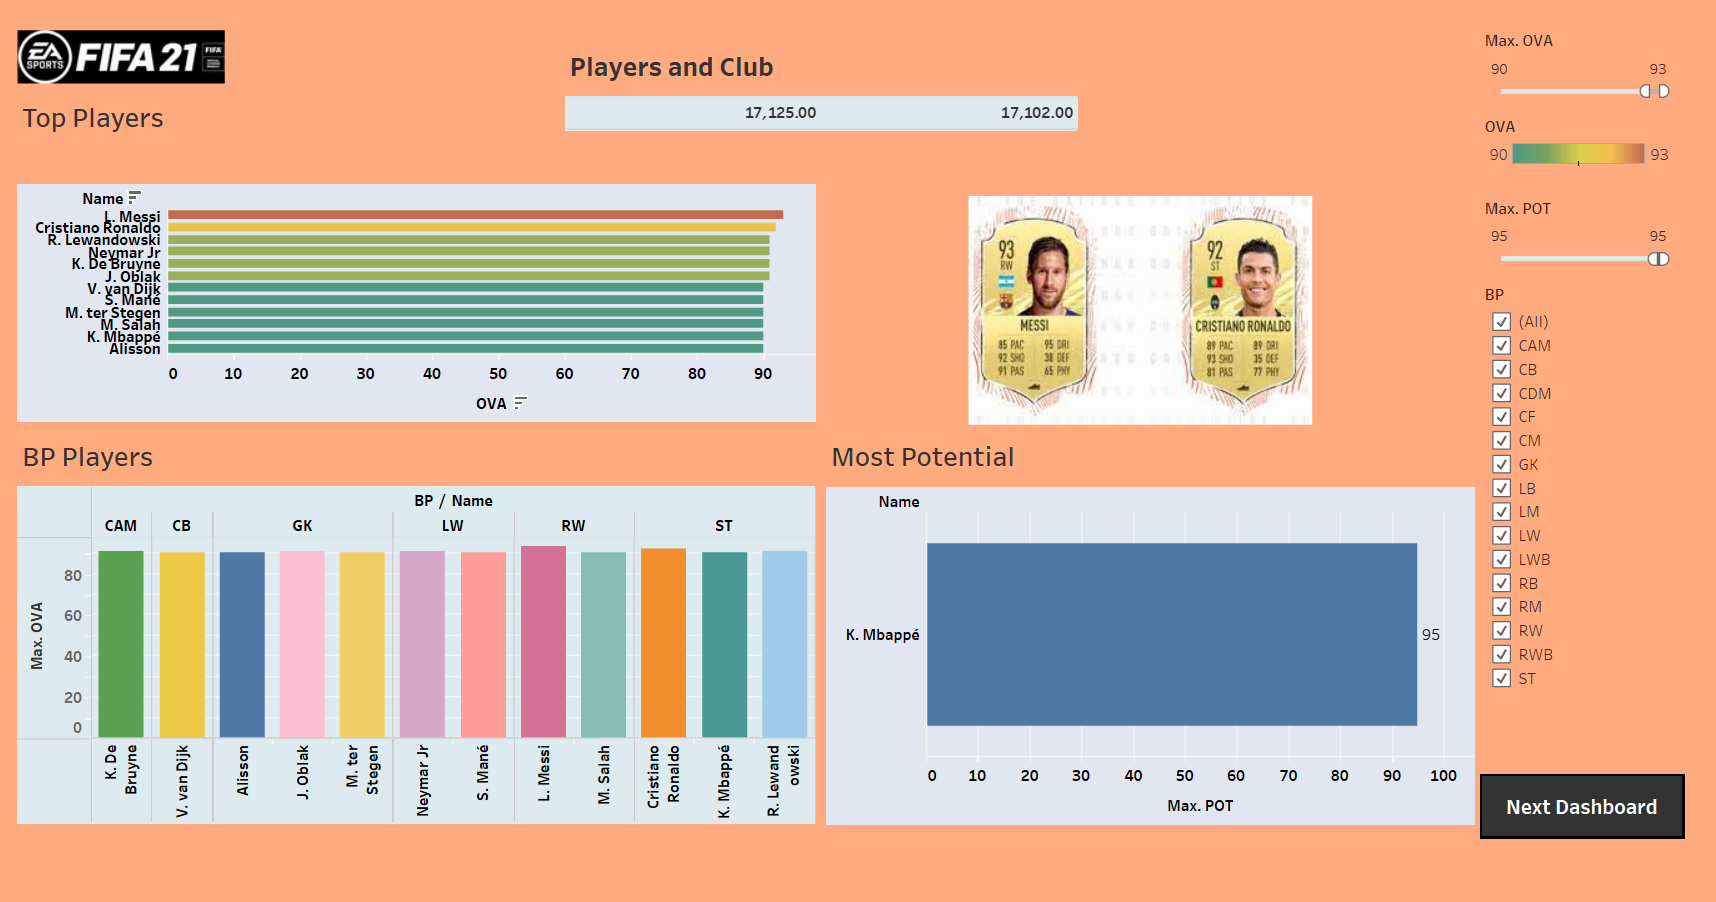 EA SPORTS FIFA 21
Top Players
Players and Club
17,125.00 17,102.00
Name
L. Messi
Cristiano Ronaldo
R. Lewandowski
Neymar Jr
K. De Bruyne
J. Oblak
V. van Dijk
S. Mané
M. ter Stegen
M. Salah
K. Mbappé
Alisson
0 10 20 30 40 50 60 70 80 90
OVA
93 RW
MESSI
85 PAC 95 DRI
92 SHO 38 DEF
91 PAS 65 PHY
92 ST
CRISTIANO RONALDO
89 PAC 89 DRI
93 SHO 35 DEF
81 PAS 77 PHY
BP Players
BP / Name
CAM CB GK LW RW ST
Max. OVA
80
60
40
20
0
K. De Bruyne
V. van Dijk
Alisson
J. Oblak
M. ter Stegen
Neymar Jr
S. Mané
L. Messi
M. Salah
Cristiano Ronaldo
K. Mbappé
R. Lewandowski
Most Potential
Name
K. Mbappé
95
0 10 20 30 40 50 60 70 80 90 100
Max. POT
Max. OVA
90 93
OVA
90 93
Max. POT
95 95
BP
(All)
CAM
CB
CDM
CF
CM
GK
LB
LM
LW
LWB
RB
RM
RW
RWB
ST
Next Dashboard